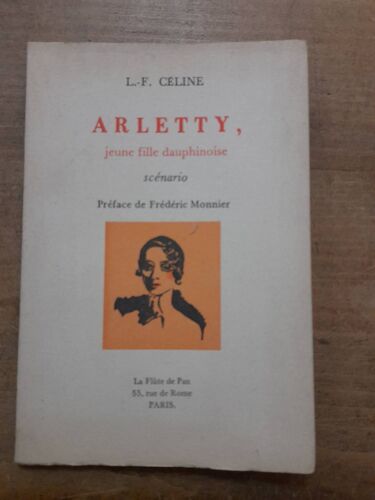 L.-F. CÉLINE
ARLETTY,
jeune fille dauphinoise
scénario
Préface de Frédéric Monnier
La Flûte de Pan
53, rue de Rome
PARIS.